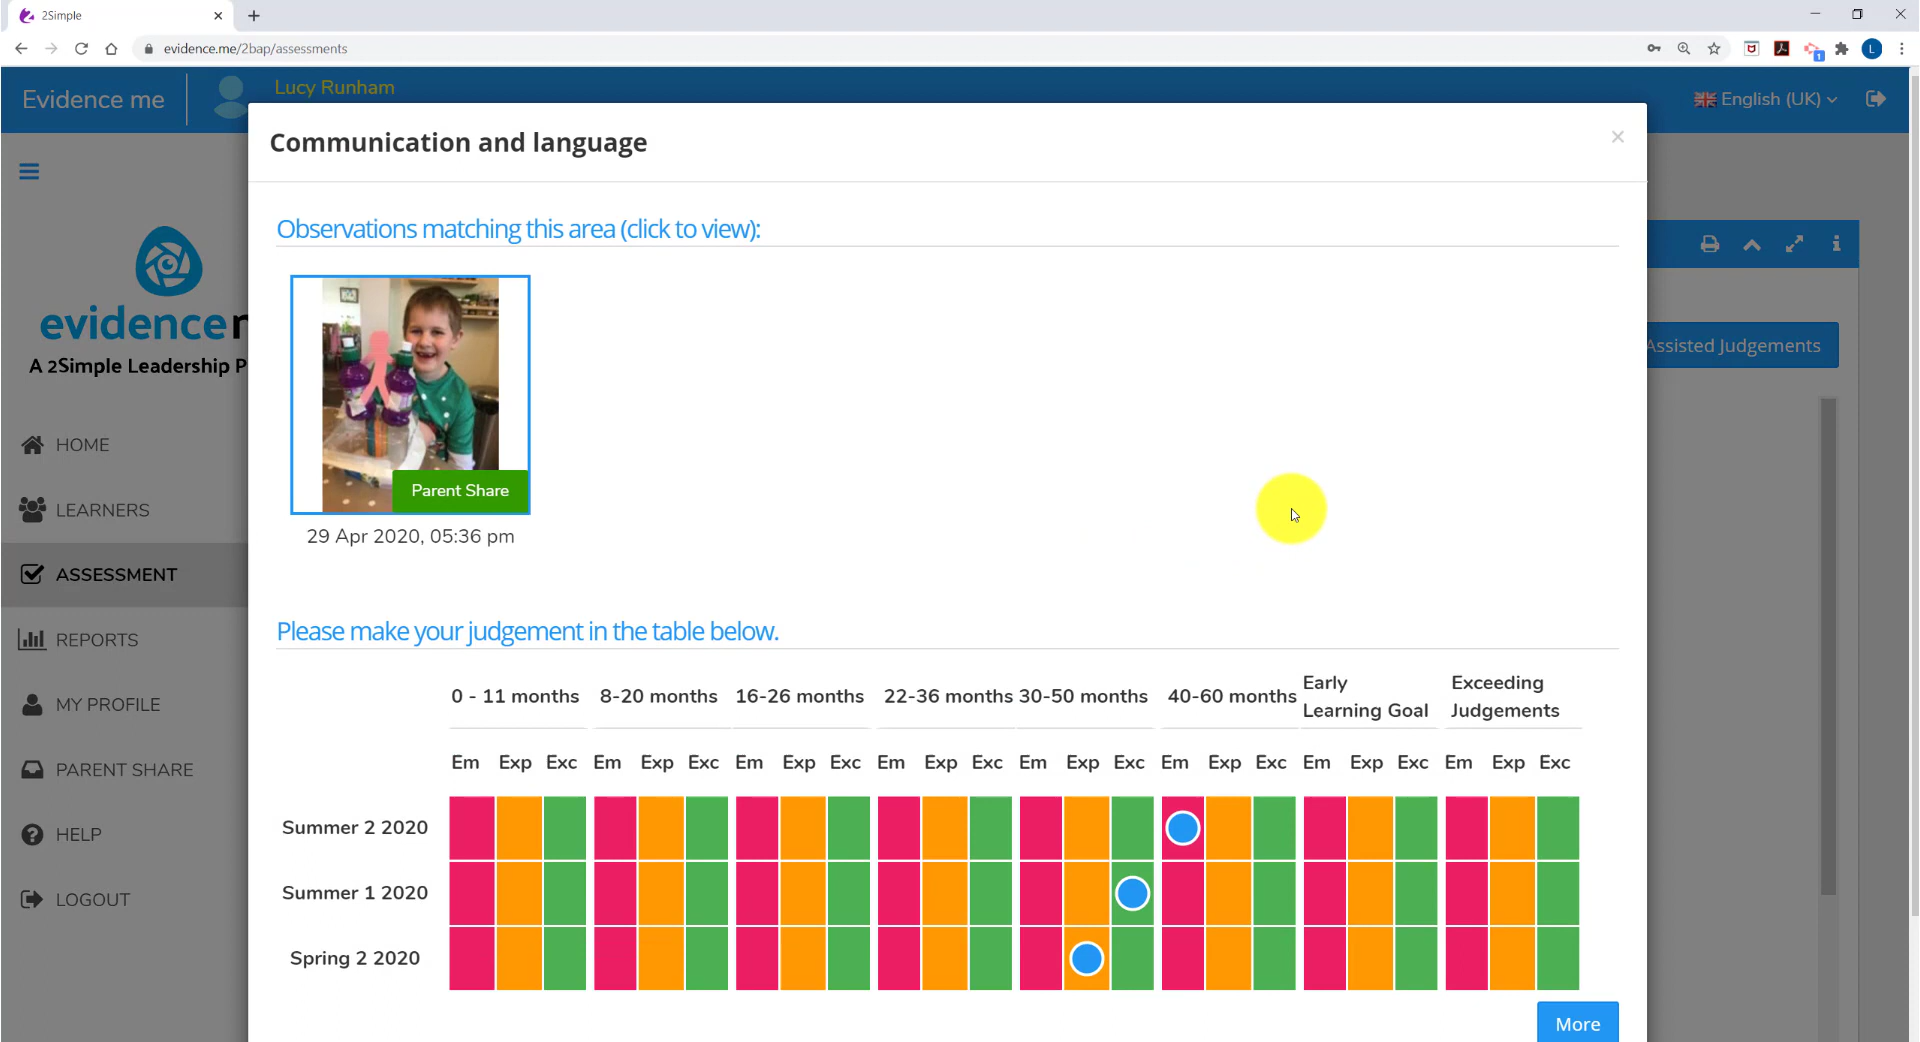 2Simple
evidence.me/2bap/assessments
L
1
Evidence me
Lucy Runham
English (UK)
Communication and language
Observations matching this area (click to view):
Parent Share
29 Apr 2020, 05:36 pm
evidence
A 2Simple Leadership P
Assisted Judgements
HOME
LEARNERS
ASSESSMENT
REPORTS
MY PROFILE
PARENT SHARE
HELP
LOGOUT
Please make your judgement in the table below.
0 - 11 months 8-20 months 16-26 months 22-36 months 30-50 months 40-60 months Early Learning Goal Exceeding Judgements
Em Exp Exc Em Exp Exc Em Exp Exc Em Exp Exc Em Exp Exc Em Exp Exc Em Exp Exc Em Exp Exc
Summer 2 2020
Summer 1 2020
Spring 2 2020
More